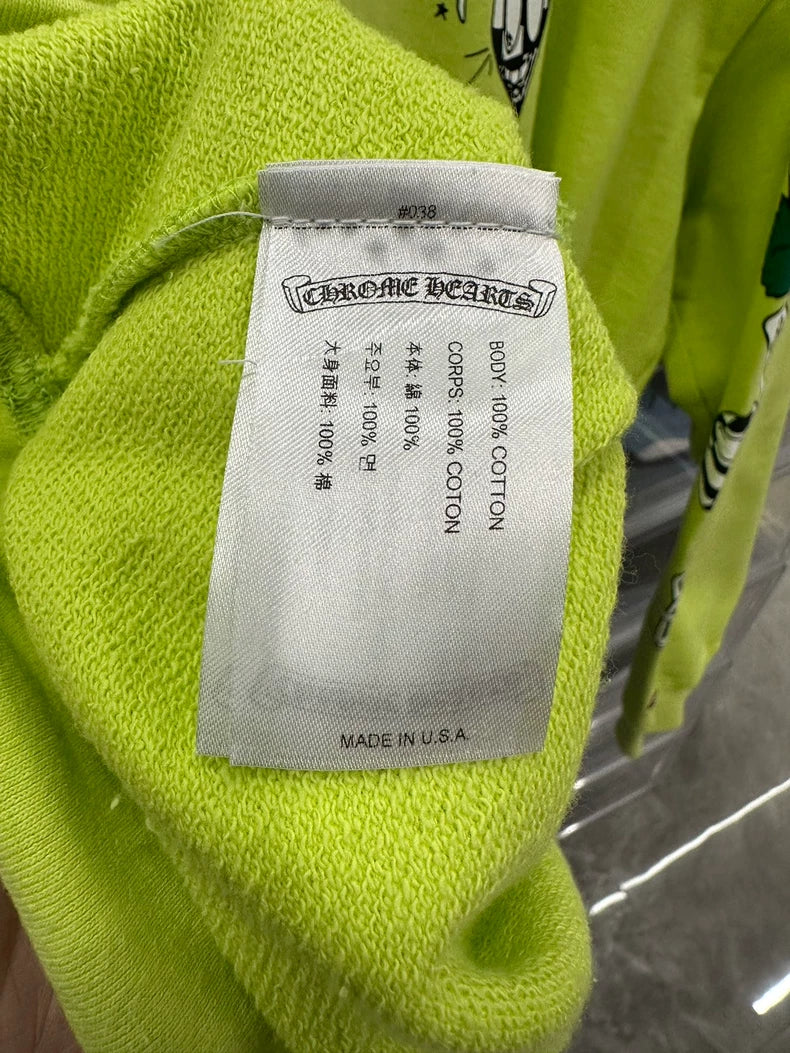 #038
CHROME HEARTS
BODY: 100% COTTON
CORPS: 100% COTON
本体: 綿 100%
주요부: 100% 면
大身面料: 100% 棉
MADE IN U.S.A.